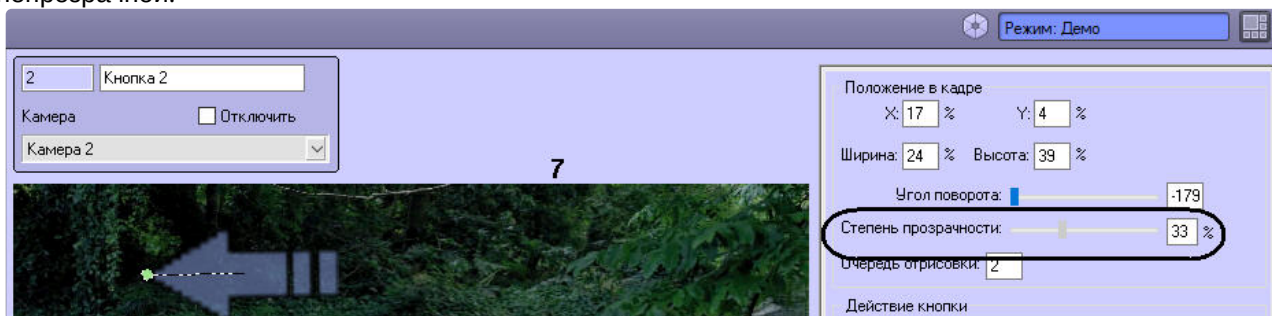 Режим: Демо
2 Кнопка 2
Камера Отключить
Камера 2
7
Положение в кадре
X: 17 % Y: 4 %
Ширина: 24 % Высота: 39 %
Угол поворота: -179
Степень прозрачности: 33 %
Очередь отрисовки: 2
Действие кнопки